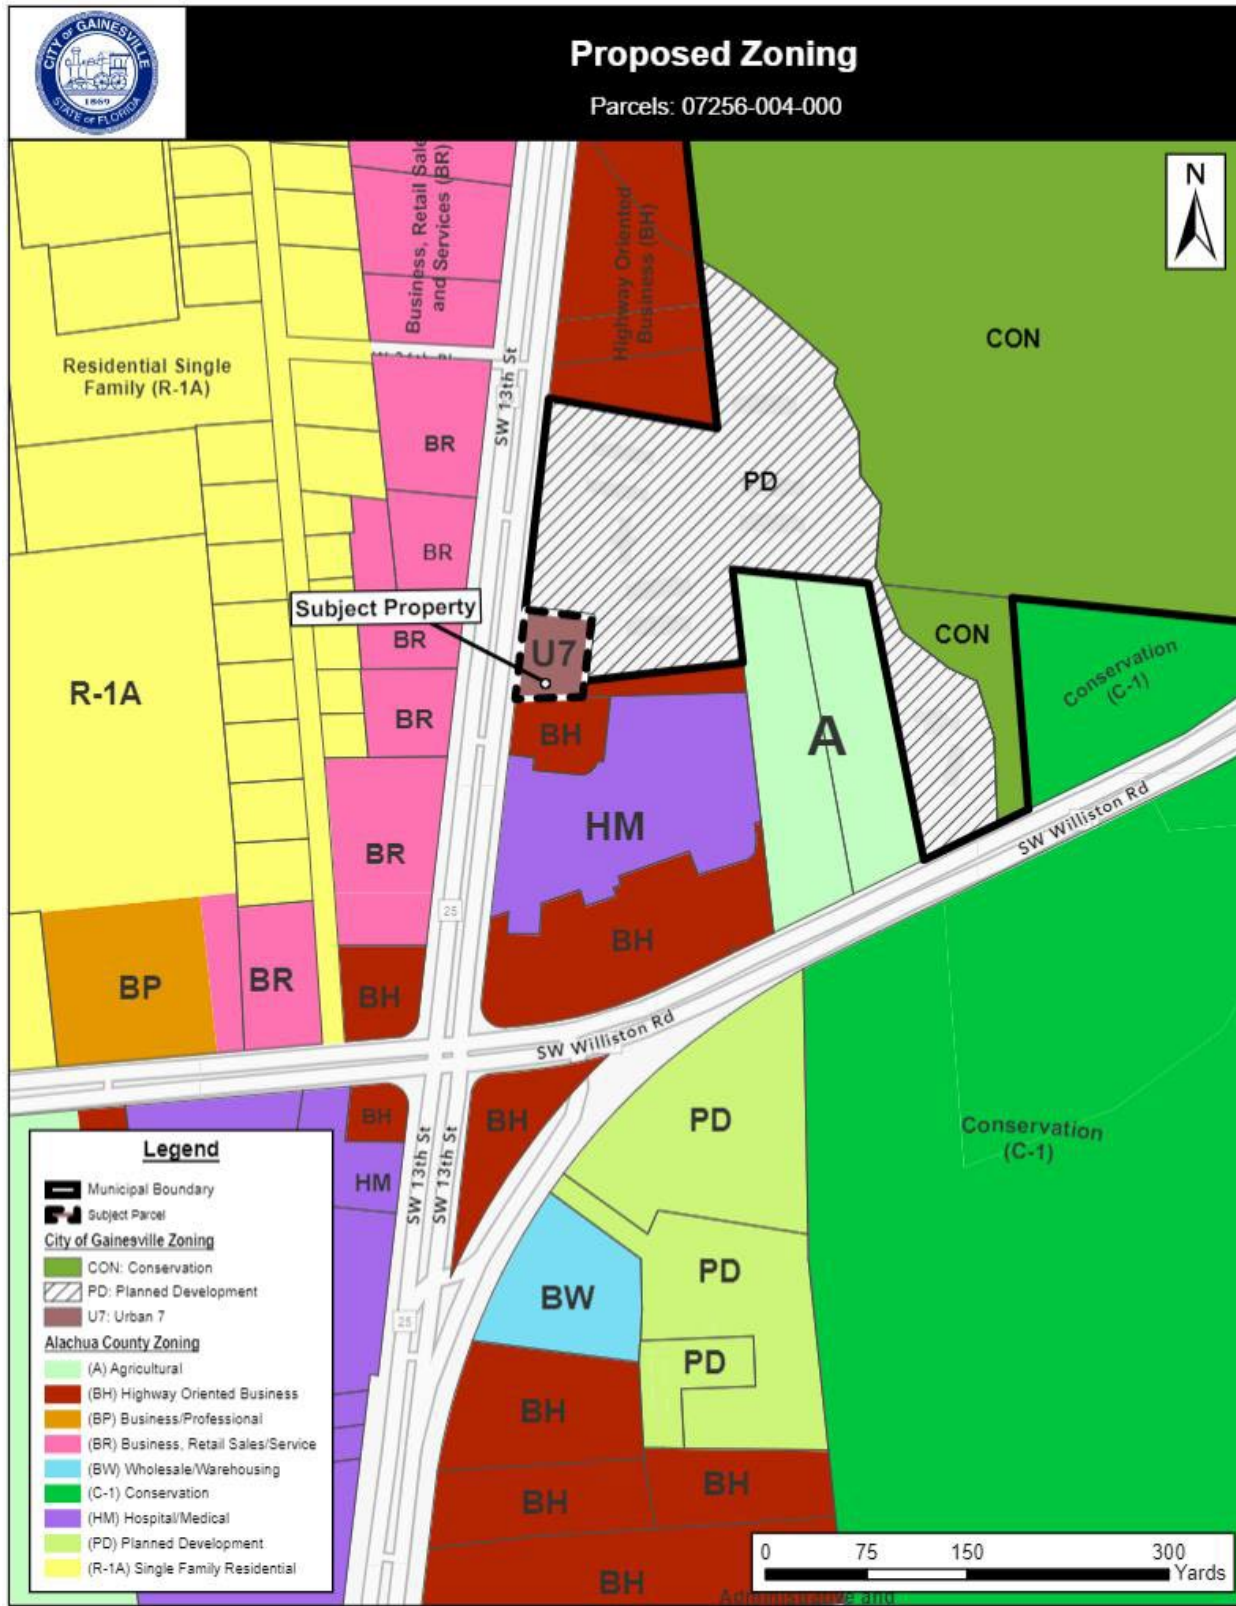 CITY OF GAINESVILLE
1869
STATE OF FLORIDA
Proposed Zoning
Parcels: 07256-004-000
N
Business, Retail Sale
and Services (BR)
Highway Oriented
Business (BH)
CON
Residential Single
Family (R-1A)
SW 13th St
BR
PD
BR
Subject Property
CON
BR
U7
Conservation
(C-1)
R-1A
BR
BH
A
HM
BR
SW Williston Rd
25
BH
BP
BR
BH
SW Williston Rd
BH
BH
PD
Conservation
(C-1)
HM
SW 13th St
SW 13th St
PD
BW
25
PD
BH
BH
BH
BH
Administrative and
Legend
Municipal Boundary
Subject Parcel
City of Gainesville Zoning
CON: Conservation
PD: Planned Development
U7: Urban 7
Alachua County Zoning
(A) Agricultural
(BH) Highway Oriented Business
(BP) Business/Professional
(BR) Business, Retail Sales/Service
(BW) Wholesale/Warehousing
(C-1) Conservation
(HM) Hospital/Medical
(PD) Planned Development
(R-1A) Single Family Residential
0 75 150 300
Yards